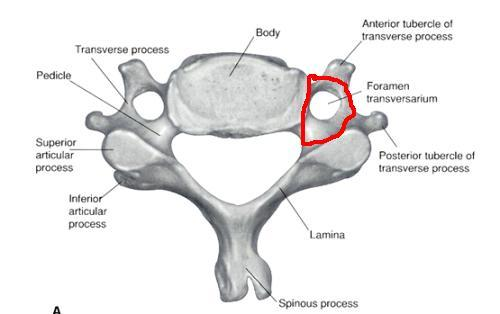 Anterior tubercle of
transverse process
Body
Transverse process
Pedicle
Foramen
transversarium
Superior
articular
process
Posterior tubercle of
transverse process
Inferior
articular
process
Lamina
Spinous process
A